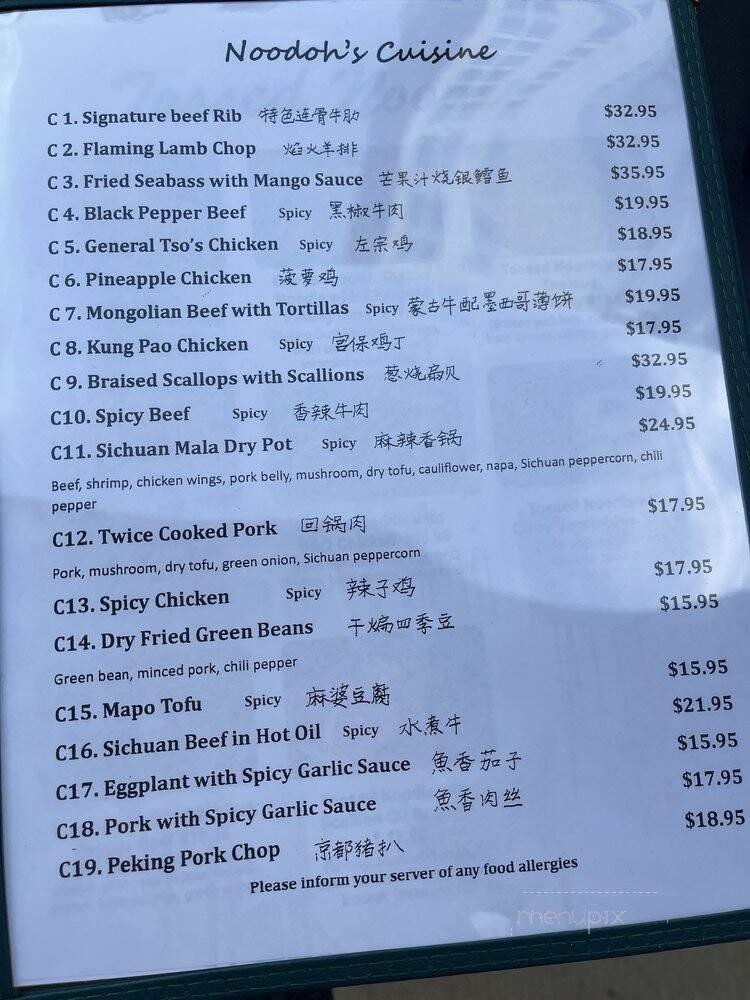 Noodoh's Cuisine
C 1. Signature beef Rib 特色连骨牛肋 $32.95
C 2. Flaming Lamb Chop 焰火羊排 $32.95
C 3. Fried Seabass with Mango Sauce 芒果汁烧银鳕鱼 $35.95
C 4. Black Pepper Beef Spicy 黑椒牛肉 $19.95
C 5. General Tso's Chicken Spicy 左宗鸡 $18.95
C 6. Pineapple Chicken 菠萝鸡 $17.95
C 7. Mongolian Beef with Tortillas Spicy 蒙古牛配墨西哥薄饼 $19.95
C 8. Kung Pao Chicken Spicy 宫保鸡丁 $17.95
C 9. Braised Scallops with Scallions 葱烧扇贝 $32.95
C10. Spicy Beef Spicy 香辣牛肉 $19.95
C11. Sichuan Mala Dry Pot Spicy 麻辣香锅 $24.95
Beef, shrimp, chicken wings, pork belly, mushroom, dry tofu, cauliflower, napa, Sichuan peppercorn, chili
pepper
C12. Twice Cooked Pork 回锅肉 $17.95
Pork, mushroom, dry tofu, green onion, Sichuan peppercorn
C13. Spicy Chicken Spicy 辣子鸡 $17.95
C14. Dry Fried Green Beans 干煸四季豆 $15.95
Green bean, minced pork, chili pepper
C15. Mapo Tofu Spicy 麻婆豆腐 $15.95
C16. Sichuan Beef in Hot Oil Spicy 水煮牛 $21.95
C17. Eggplant with Spicy Garlic Sauce 魚香茄子 $15.95
C18. Pork with Spicy Garlic Sauce 魚香肉丝 $17.95
C19. Peking Pork Chop 京都猪扒 $18.95
Please inform your server of any food allergies
menupix